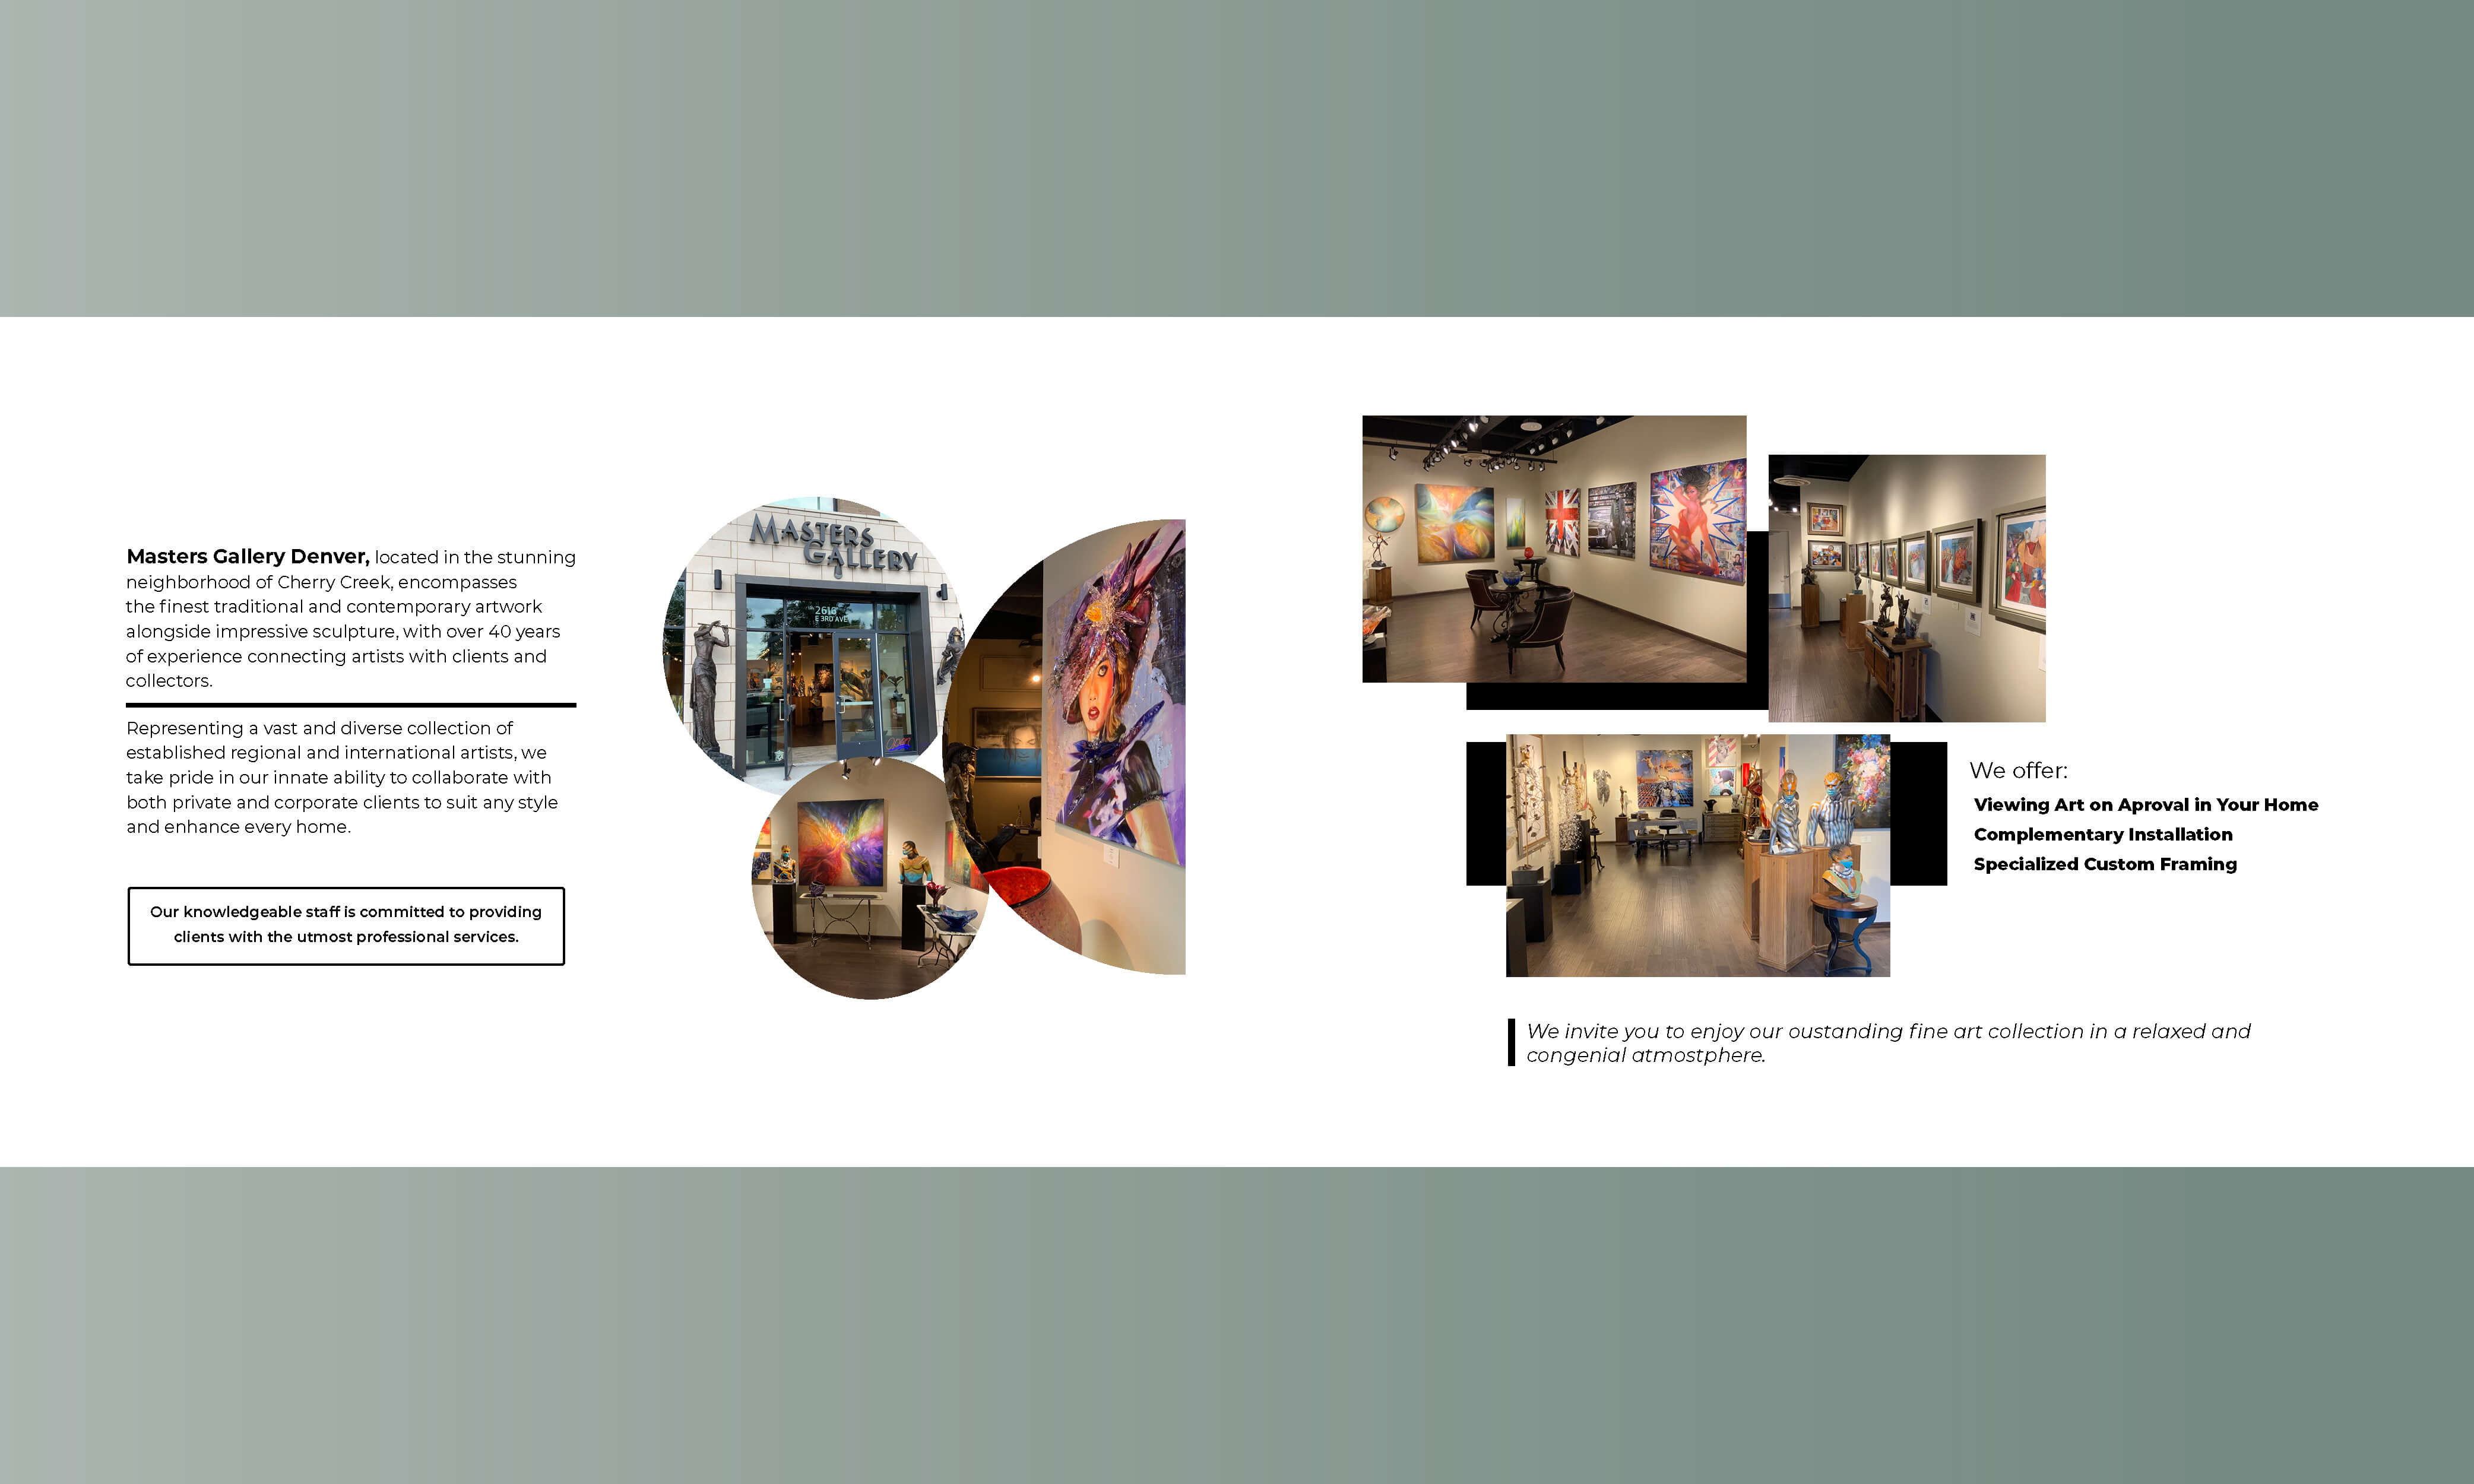 Masters Gallery Denver, located in the stunning
neighborhood of Cherry Creek, encompasses
the finest traditional and contemporary artwork
alongside impressive sculpture, with over 40 years
of experience connecting artists with clients and
collectors.
Representing a vast and diverse collection of
established regional and international artists, we
take pride in our innate ability to collaborate with
both private and corporate clients to suit any style
and enhance every home.
Our knowledgeable staff is committed to providing
clients with the utmost professional services.
MASTERS
GALLERY
2616
E 3RD AVE
Open
We offer:
Viewing Art on Aproval in Your Home
Complementary Installation
Specialized Custom Framing
We invite you to enjoy our oustanding fine art collection in a relaxed and
congenial atmostphere.